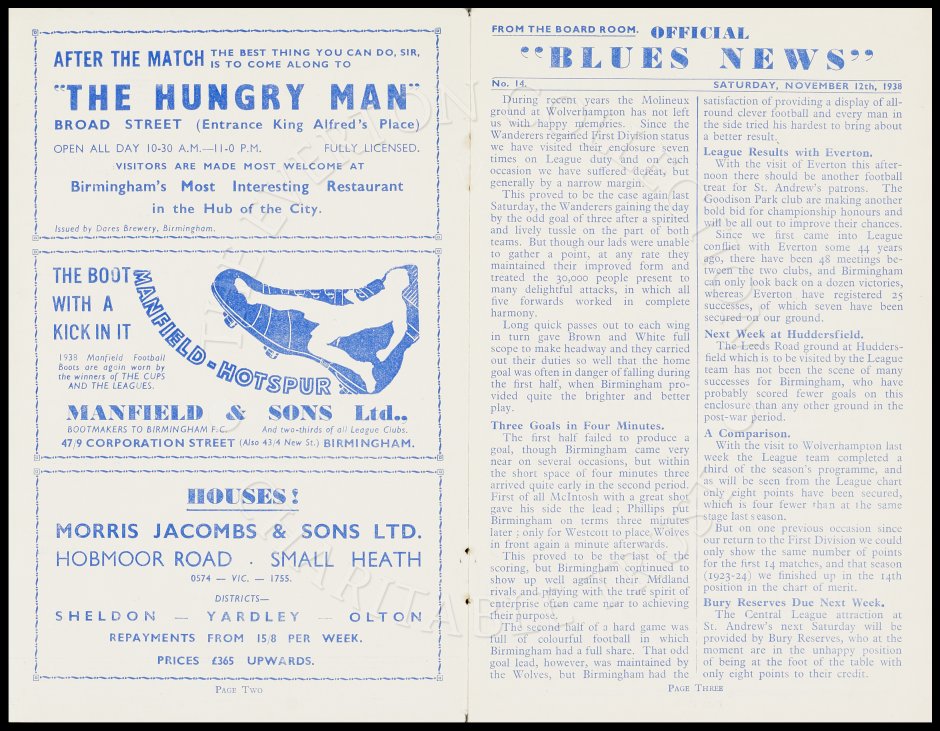 AFTER THE MATCH THE BEST THING YOU CAN DO, SIR,
IS TO COME ALONG TO
"THE HUNGRY MAN"
BROAD STREET (Entrance King Alfred's Place)
OPEN ALL DAY 10-30 A.M.—11-0 P.M. FULLY LICENSED.
VISITORS ARE MADE MOST WELCOME AT
Birmingham's Most Interesting Restaurant
in the Hub of the City.
Issued by Dares Brewery, Birmingham.
THE BOOT
WITH A
KICK IN IT
MANFIELD-HOTSPUR
1938 Manfield Football
Boots are again worn by
the winners of THE CUPS
AND THE LEAGUES.
MANFIELD & SONS Ltd..
BOOTMAKERS TO BIRMINGHAM F.C. And two-thirds of all League Clubs.
47/9 CORPORATION STREET (Also 43/4 New St.) BIRMINGHAM.
HOUSES!
MORRIS JACOMBS & SONS LTD.
HOBMOOR ROAD . SMALL HEATH
0574 — VIC. — 1755.
DISTRICTS—
SHELDON — YARDLEY — OLTON
REPAYMENTS FROM 15/8 PER WEEK.
PRICES £365 UPWARDS.
PAGE TWO
FROM THE BOARD ROOM. OFFICIAL
"BLUES NEWS"
No. 14. SATURDAY, NOVEMBER 12th, 1938
During recent years the Molineux
ground at Wolverhampton has not left
us with happy memories. Since the
Wanderers regained First Division status
we have visited their enclosure seven
times on League duty and on each
occasion we have suffered defeat, but
generally by a narrow margin.
This proved to be the case again last
Saturday, the Wanderers gaining the day
by the odd goal of three after a spirited
and lively tussle on the part of both
teams. But though our lads were unable
to gather a point, at any rate they
maintained their improved form and
treated the 30,000 people present to
many delightful attacks, in which all
five forwards worked in complete
harmony.
Long quick passes out to each wing
in turn gave Brown and White full
scope to make headway and they carried
out their duties so well that the home
goal was often in danger of falling during
the first half, when Birmingham pro-
vided quite the brighter and better
play.
Three Goals in Four Minutes.
The first half failed to produce a
goal, though Birmingham came very
near on several occasions, but within
the short space of four minutes three
arrived quite early in the second period.
First of all McIntosh with a great shot
gave his side the lead; Phillips put
Birmingham on terms three minutes
later; only for Westcott to place Wolves
in front again a minute afterwards.
This proved to be the last of the
scoring, but Birmingham continued to
show up well against their Midland
rivals and playing with the true spirit of
enterprise often came near to achieving
their purpose.
The second half of a hard game was
full of colourful football in which
Birmingham had a full share. That odd
goal lead, however, was maintained by
the Wolves, but Birmingham had the
satisfaction of providing a display of all-
round clever football and every man in
the side tried his hardest to bring about
a better result.
League Results with Everton.
With the visit of Everton this after-
noon there should be another football
treat for St. Andrew's patrons. The
Goodison Park club are making another
bold bid for championship honours and
will be all out to improve their chances.
Since we first came into League
conflict with Everton some 44 years
ago, there have been 48 meetings be-
tween the two clubs, and Birmingham
can only look back on a dozen victories,
whereas Everton have registered 25
successes, of which seven have been
secured on our ground.
Next Week at Huddersfield.
The Leeds Road ground at Hudders-
field which is to be visited by the League
team has not been the scene of many
successes for Birmingham, who have
probably scored fewer goals on this
enclosure than any other ground in the
post-war period.
A Comparison.
With the visit to Wolverhampton last
week the League team completed a
third of the season's programme, and
as will be seen from the League chart
only eight points have been secured,
which is four fewer than at the same
stage last season.
But on one previous occasion since
our return to the First Division we could
only show the same number of points
for the first 14 matches, and that season
(1923-24) we finished up in the 14th
position in the chart of merit.
Bury Reserves Due Next Week.
The Central League attraction at
St. Andrew's next Saturday will be
provided by Bury Reserves, who at the
moment are in the unhappy position
of being at the foot of the table with
only eight points to their credit.
PAGE THREE